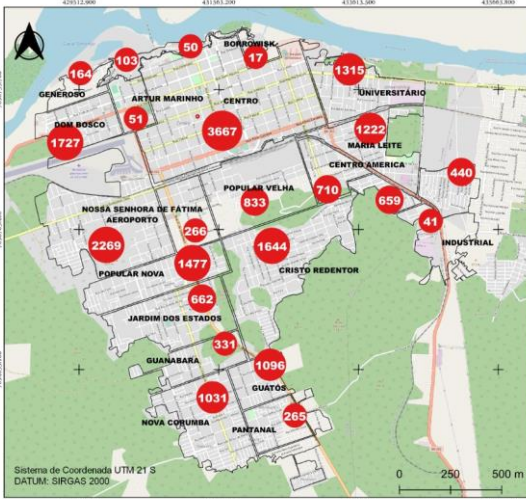 50
BORROWISK
17
103
164
1315
GENEROSO
ARTUR MARINHO
CENTRO
UNIVERSITÁRIO
51
DOM BOSCO
1727
3667
1222
MARIA LEITE
CENTRO AMERICA
440
POPULAR VELHA
710
833
659
NOSSA SENHORA DE FÁTIMA
AEROPORTO
266
41
2269
1644
INDUSTRIAL
1477
POPULAR NOVA
CRISTO REDENTOR
662
JARDIM DOS ESTADOS
331
GUANABARA
1096
1031
GUATÓS
265
NOVA CORUMBA
PANTANAL
Sistema de Coordenada UTM 21 S
DATUM: SIRGAS 2000
0 250 500 m